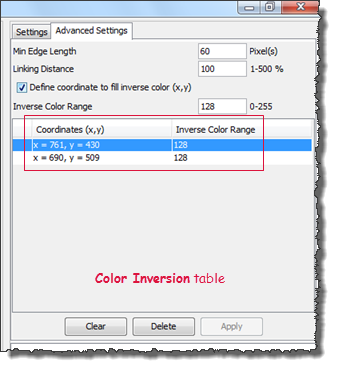 Settings Advanced Settings
Min Edge Length 60 Pixel(s)
Linking Distance 100 1-500 %
Define coordinate to fill inverse color (x,y)
Inverse Color Range 128 0-255
Coordinates (x,y) Inverse Color Range
x = 761, y = 430 128
x = 690, y = 509 128
Color Inversion table
Clear Delete Apply